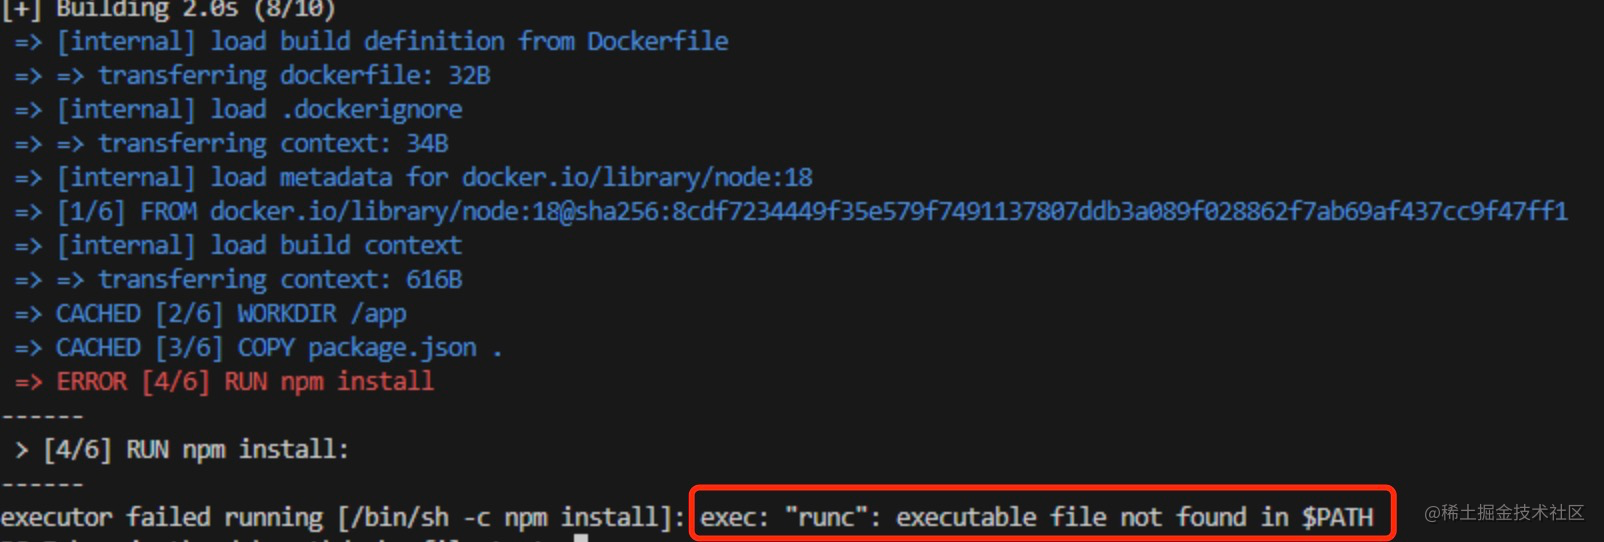 [+] Building 2.0s (8/10)
=> [internal] load build definition from Dockerfile
=> => transferring dockerfile: 32B
=> [internal] load .dockerignore
=> => transferring context: 34B
=> [internal] load metadata for docker.io/library/node:18
=> [1/6] FROM docker.io/library/node:18@sha256:8cdf7234449f35e579f7491137807ddb3a089f028862f7ab69af437cc9f47ff1
=> [internal] load build context
=> => transferring context: 616B
=> CACHED [2/6] WORKDIR /app
=> CACHED [3/6] COPY package.json .
=> ERROR [4/6] RUN npm install
------
> [4/6] RUN npm install:
------
executor failed running [/bin/sh -c npm install]: exec: "runc": executable file not found in $PATH
@稀土掘金技术社区